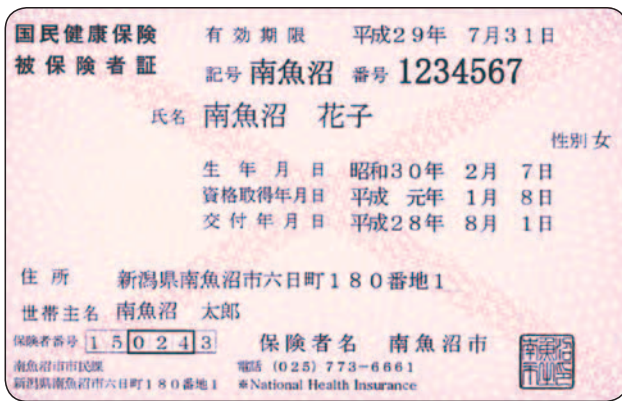 国民健康保険 有効期限 平成29年 7月31日
被保険者証 記号 南魚沼 番号 1234567
氏名 南魚沼 花子
性別 女
生年月日 昭和30年 2月 7日
資格取得年月日 平成 元年 1月 8日
交付年月日 平成28年 8月 1日
住所 新潟県南魚沼市六日町180番地1
世帯主名 南魚沼 太郎
保険者番号 150243 保険者名 南魚沼市
南魚沼市市民課 電話 (025) 773-6661
新潟県南魚沼市六日町180番地1 ※National Health Insurance